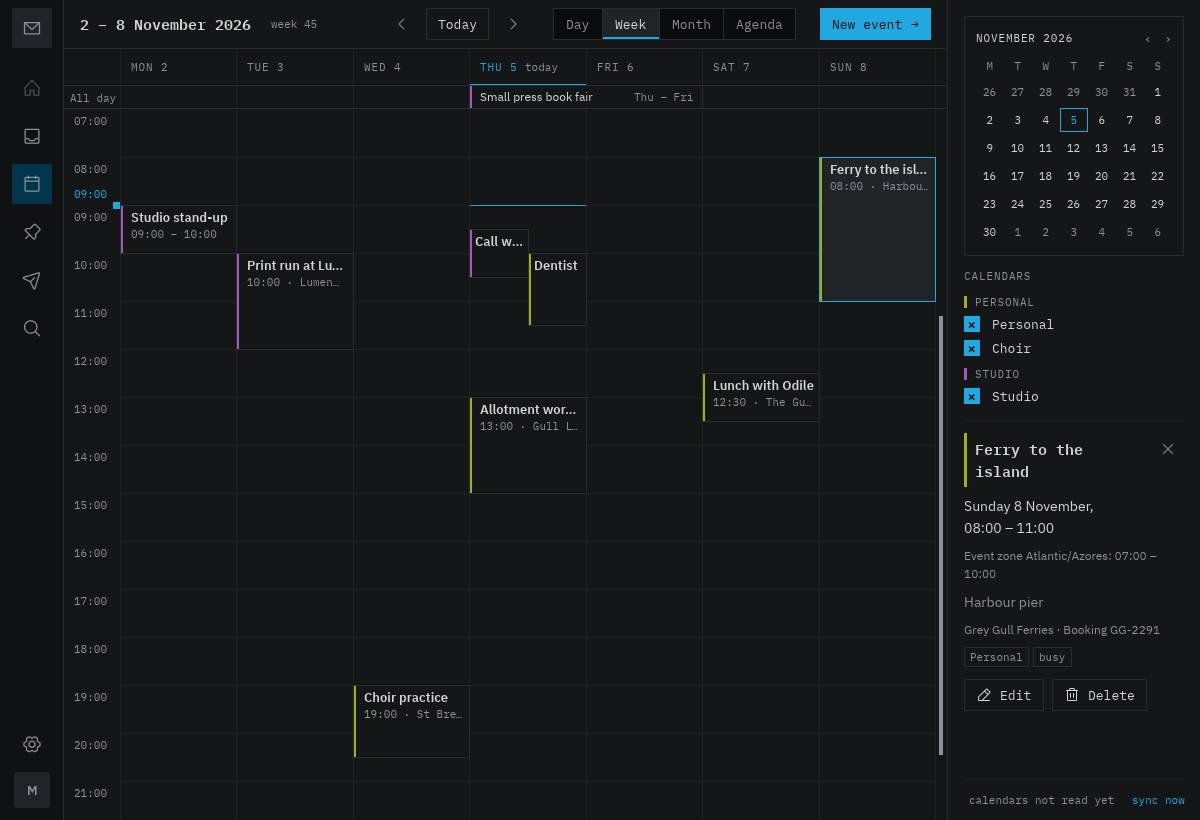 2 – 8 November 2026 week 45
Today
Day Week Month Agenda
New event →
MON 2 TUE 3 WED 4 THU 5 today FRI 6 SAT 7 SUN 8
All day
Small press book fair Thu – Fri
07:00
08:00
09:00
09:00
10:00
11:00
12:00
13:00
14:00
15:00
16:00
17:00
18:00
19:00
20:00
21:00
Studio stand-up
09:00 – 10:00
Print run at Lu…
10:00 · Lumen…
Choir practice
19:00 · St Bre…
Call w…
Dentist
Allotment wor…
13:00 · Gull L…
Lunch with Odile
12:30 · The Gu…
Ferry to the isl…
08:00 · Harbou…
M
NOVEMBER 2026 ‹ ›
M T W T F S S
26 27 28 29 30 31 1
2 3 4 5 6 7 8
9 10 11 12 13 14 15
16 17 18 19 20 21 22
23 24 25 26 27 28 29
30 1 2 3 4 5 6
CALENDARS
PERSONAL
Personal
Choir
STUDIO
Studio
Ferry to the
island
Sunday 8 November,
08:00 – 11:00
Event zone Atlantic/Azores: 07:00 –
10:00
Harbour pier
Grey Gull Ferries · Booking GG-2291
Personal busy
Edit Delete
calendars not read yet sync now